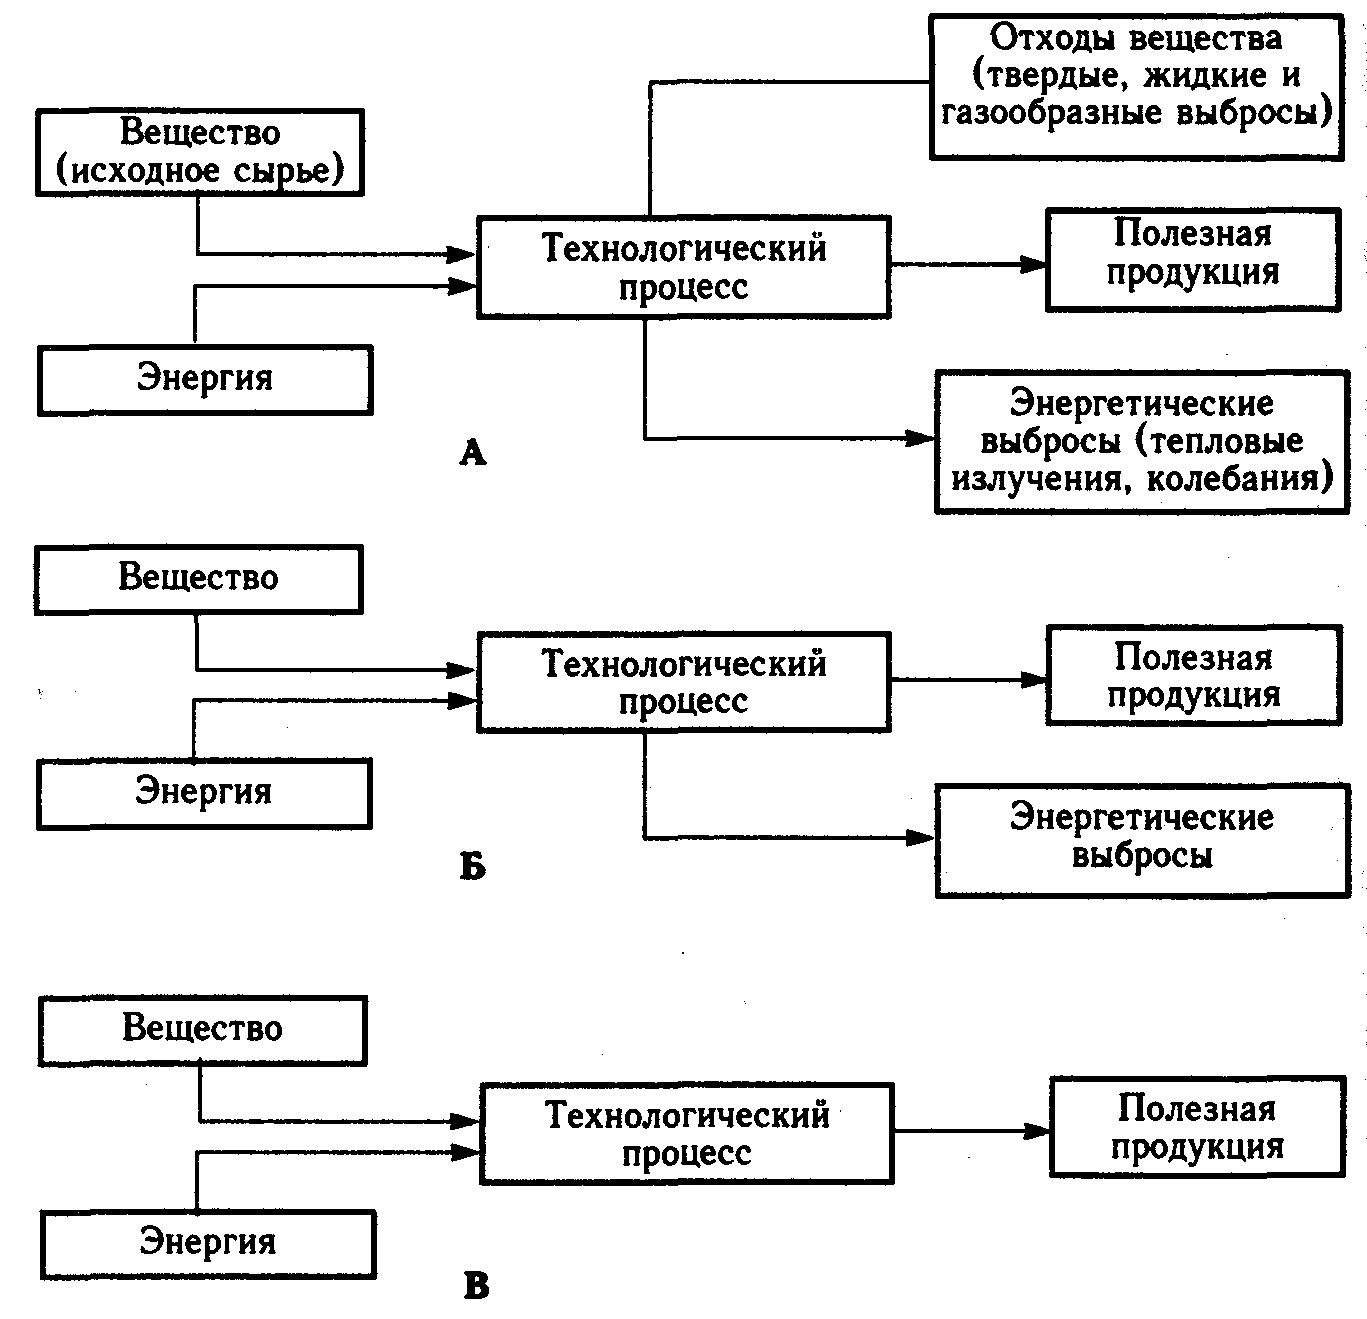 Отходы вещества
(твердые, жидкие и
газообразные выбросы)
Вещество
(исходное сырье)
Технологический
процесс
Полезная
продукция
Энергия
Энергетические
выбросы (тепловые
излучения, колебания)
А
Вещество
Технологический
процесс
Полезная
продукция
Энергия
Энергетические
выбросы
Б
Вещество
Технологический
процесс
Полезная
продукция
Энергия
В